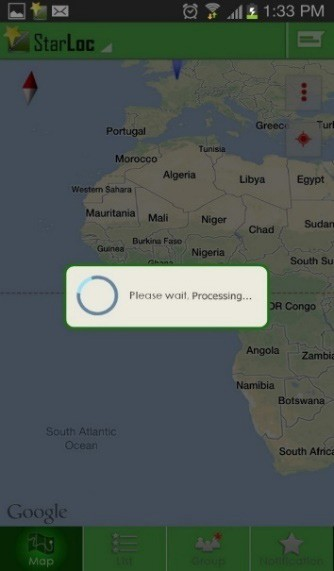 1:33 PM
StarLoc
Portugal
Greece
Turk
Tunisia
Morocco
Algeria
Libya
Egypt
Western Sahara
Mauritania
Mali
Niger
Chad
Sudan
Burkina Faso
Guinea
Nigeria
Ghana
South Su
Please wait. Processing...
DR Congo
Angola
Zambia
Namibia
Botswana
South Atlantic
Ocean
South Africa
Google
Map
List